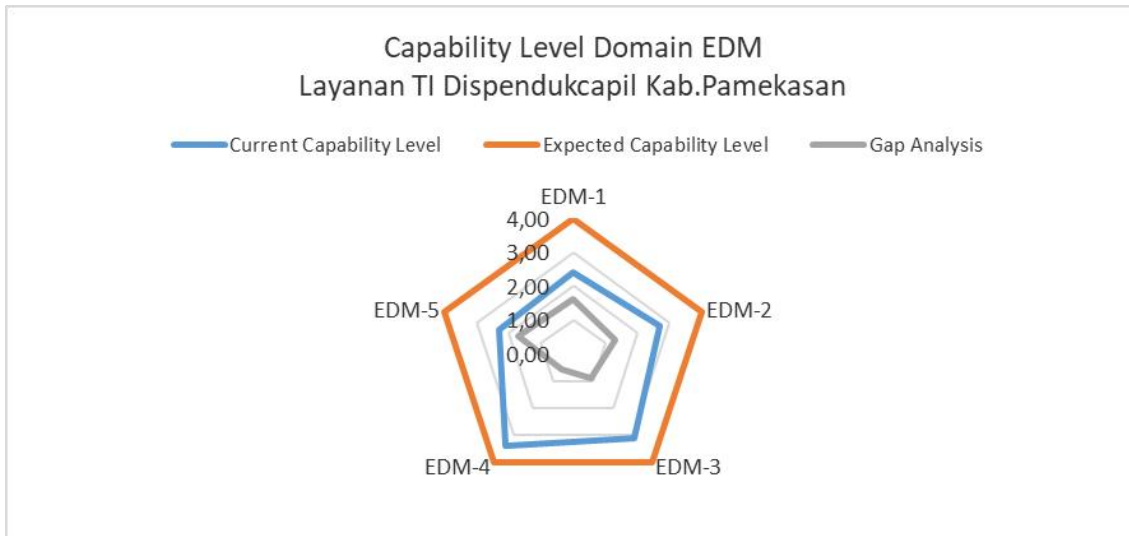 Capability Level Domain EDM
Layanan TI Dispendukcapil Kab.Pamekasan
Current Capability Level
Expected Capability Level
Gap Analysis
EDM-1
4,00
3,00
2,00
1,00
0,00
EDM-5
EDM-2
EDM-4
EDM-3